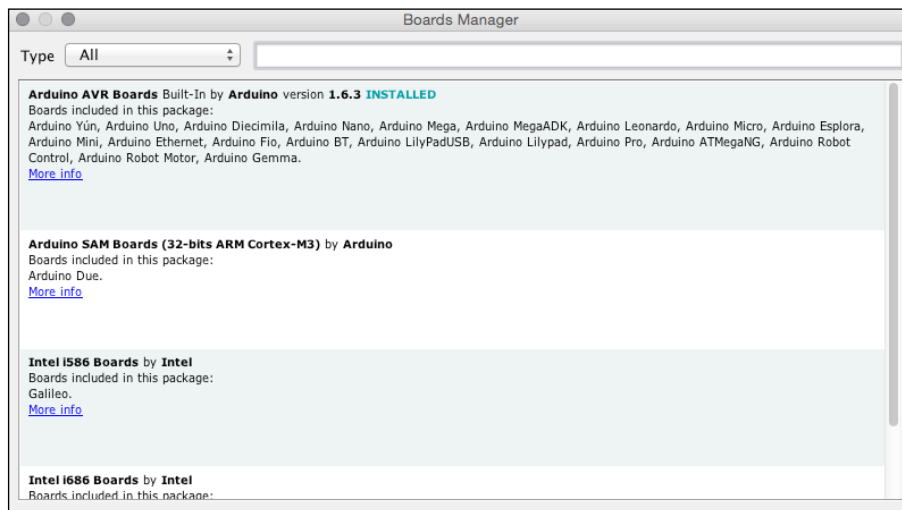 Boards Manager
Type All
Arduino AVR Boards Built-In by Arduino version 1.6.3 INSTALLED
Boards included in this package:
Arduino Yún, Arduino Uno, Arduino Diecimila, Arduino Nano, Arduino Mega, Arduino MegaADK, Arduino Leonardo, Arduino Micro, Arduino Esplora,
Arduino Mini, Arduino Ethernet, Arduino Fio, Arduino BT, Arduino LilyPadUSB, Arduino Lilypad, Arduino Pro, Arduino ATMegaNG, Arduino Robot
Control, Arduino Robot Motor, Arduino Gemma.
More info
Arduino SAM Boards (32-bits ARM Cortex-M3) by Arduino
Boards included in this package:
Arduino Due.
More info
Intel i586 Boards by Intel
Boards included in this package:
Galileo.
More info
Intel i686 Boards by Intel
Boards included in this package: